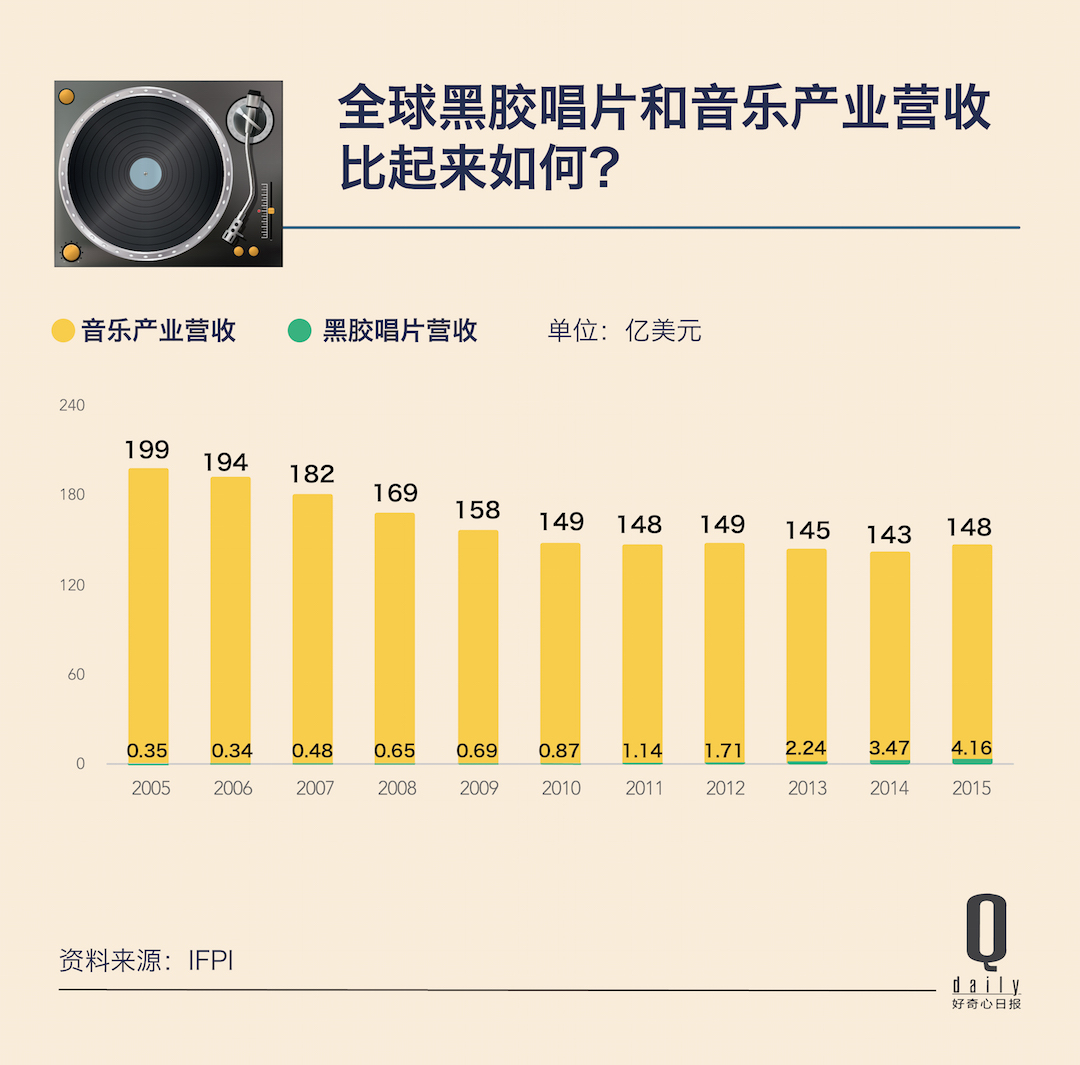 全球黑胶唱片和音乐产业营收
比起来如何?
音乐产业营收 黑胶唱片营收 单位：亿美元
240
180
120
60
0
199 194 182 169 158 149 148 149 145 143 148
0.35 0.34 0.48 0.65 0.69 0.87 1.14 1.71 2.24 3.47 4.16
2005 2006 2007 2008 2009 2010 2011 2012 2013 2014 2015
资料来源：IFPI
Q
daily
好奇心日报